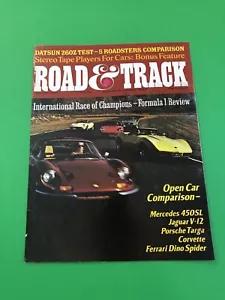 DATSUN 260Z TEST - 5 ROADSTERS COMPARISON
Stereo Tape Players For Cars: Bonus Feature
ROAD & TRACK
International Race of Champions - Formula 1 Review
Open Car
Comparison -
Mercedes 450SL
Jaguar V-12
Porsche Targa
Corvette
Ferrari Dino Spider